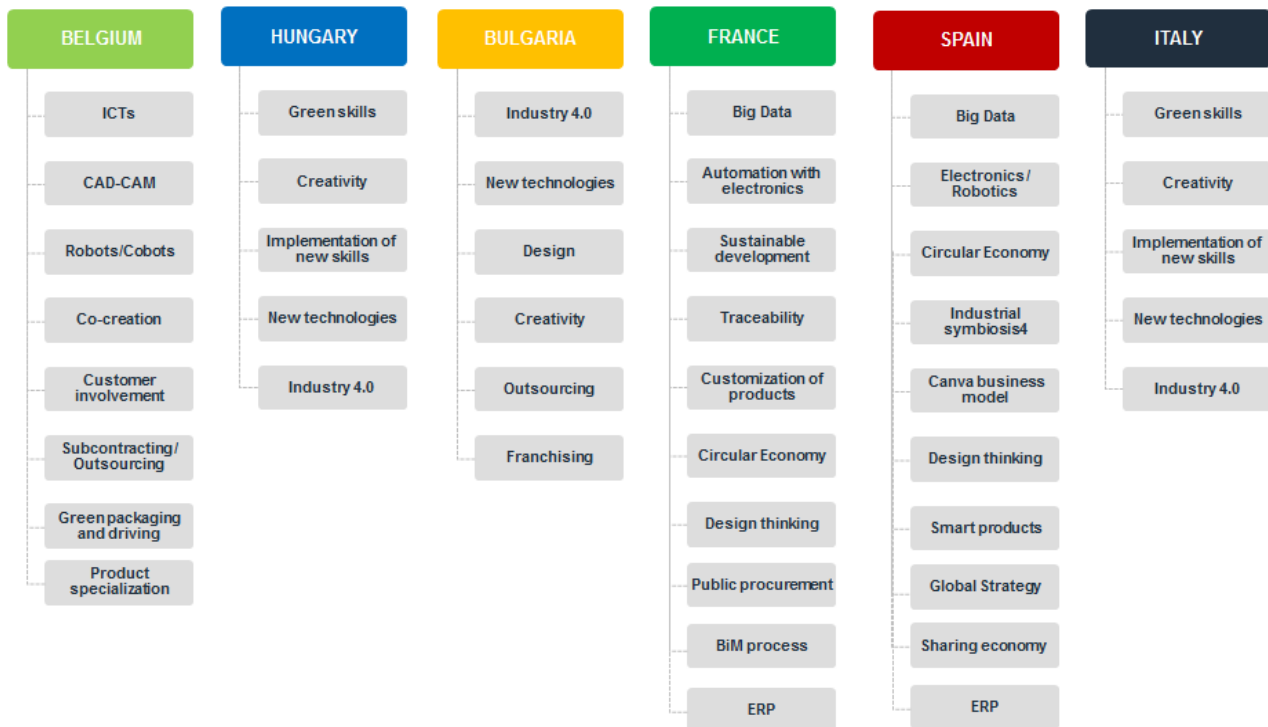 BELGIUM
ICTs
CAD-CAM
Robots/Cobots
Co-creation
Customer
involvement
Subcontracting/
Outsourcing
Green packaging
and driving
Product
specialization
HUNGARY
Green skills
Creativity
Implementation of
new skills
New technologies
Industry 4.0
BULGARIA
Industry 4.0
New technologies
Design
Creativity
Outsourcing
Franchising
FRANCE
Big Data
Automation with
electronics
Sustainable
development
Traceability
Customization of
products
Circular Economy
Design thinking
Public procurement
BiM process
ERP
SPAIN
Big Data
Electronics /
Robotics
Circular Economy
Industrial
symbiosis4
Canva business
model
Design thinking
Smart products
Global Strategy
Sharing economy
ERP
ITALY
Green skills
Creativity
Implementation of
new skills
New technologies
Industry 4.0